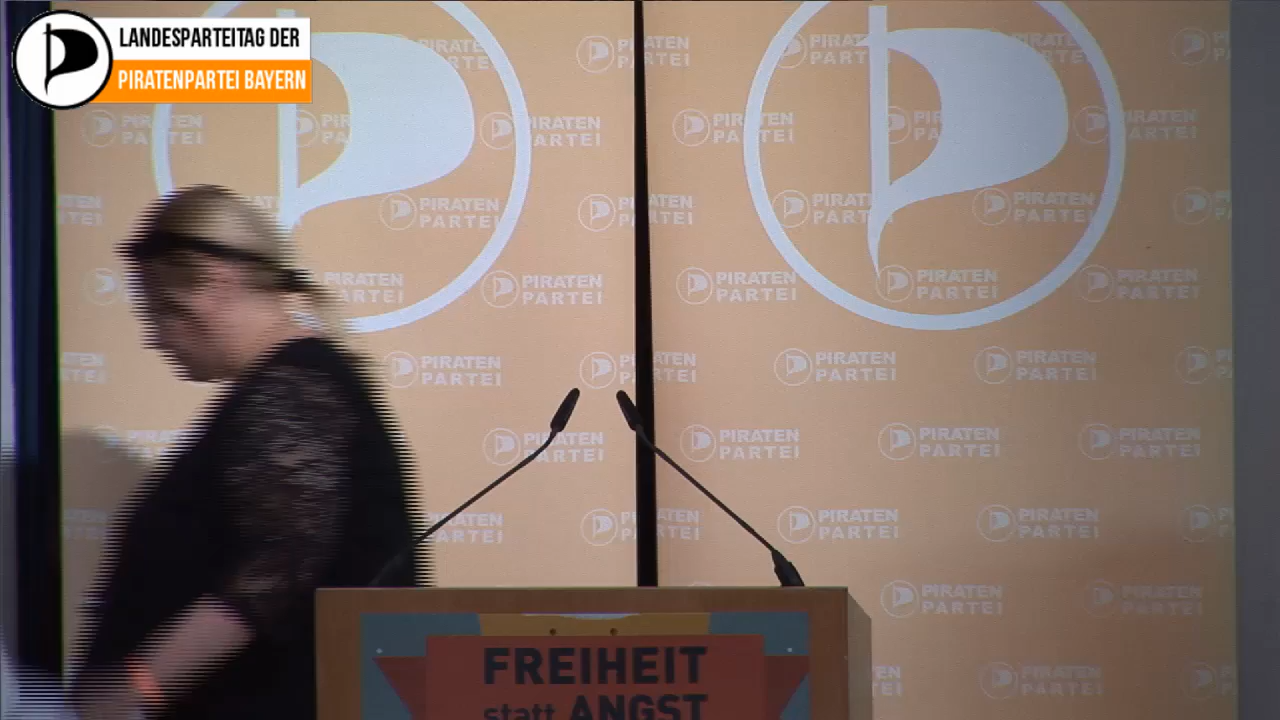 LANDESPARTEITAG DER
PIRATENPARTEI BAYERN
PIRATEN
PARTEI
FREIHEIT
statt ANGST